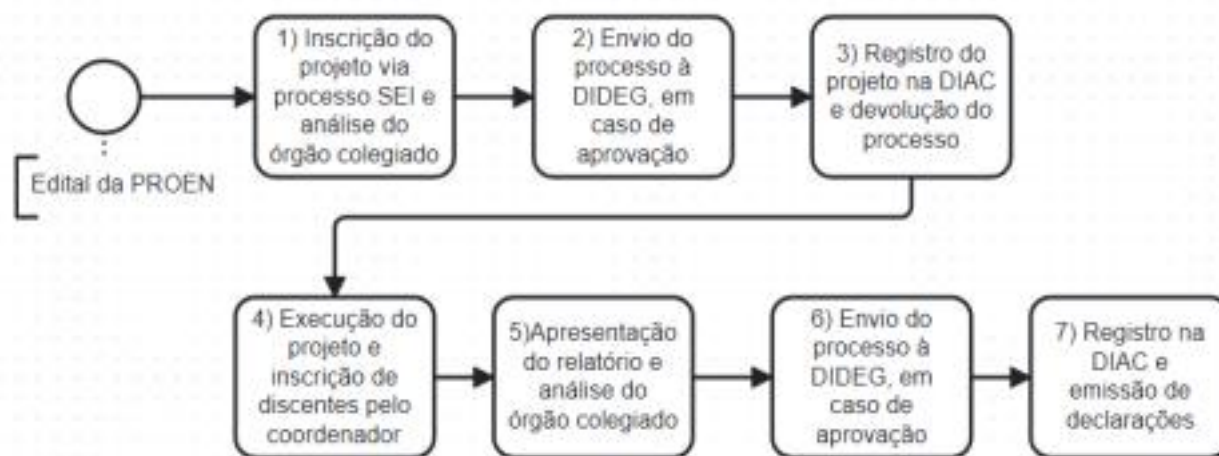 1) Inscrição do
projeto via
processo SEI e
análise do
órgão colegiado
2) Envio do
processo à
DIDEG, em
caso de
aprovação
3) Registro do
projeto na DIAC
e devolução do
processo
Edital da PROEN
4) Execução do
projeto e
inscrição de
discentes pelo
coordenador
5)Apresentação
do relatório e
análise do
órgão colegiado
6) Envio do
processo à
DIDEG, em
caso de
aprovação
7) Registro na
DIAC e
emissão de
declarações